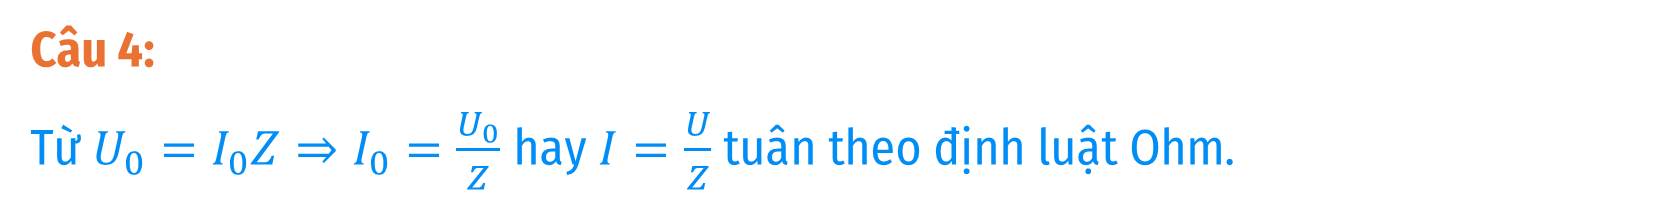 Câu 4:
Từ U₀ = I₀Z ⇒ I₀ = U₀/Z hay I = U/Z tuân theo định luật Ohm.